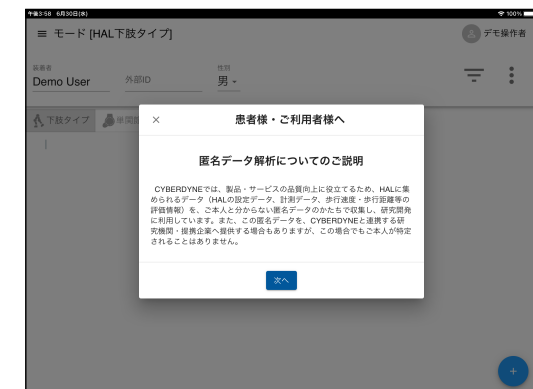 午後3:58 6月30日(水)
100%
モード [HAL下肢タイプ]
デモ操作者
装着者
Demo User
外部ID
性別
男
下肢タイプ
単関節
×
患者様・ご利用者様へ
匿名データ解析についてのご説明
CYBERDYNEでは、製品・サービスの品質向上に役立てるため、HALに集
められるデータ（HALの設定データ、計測データ、歩行速度・歩行距離等の
評価情報）を、ご本人と分からない匿名データのかたちで収集し、研究開発
に利用しています。また、この匿名データを、CYBERDYNEと連携する研
究機関・提携企業へ提供する場合もありますが、この場合でもご本人が特定
されることはありません。
次へ
+